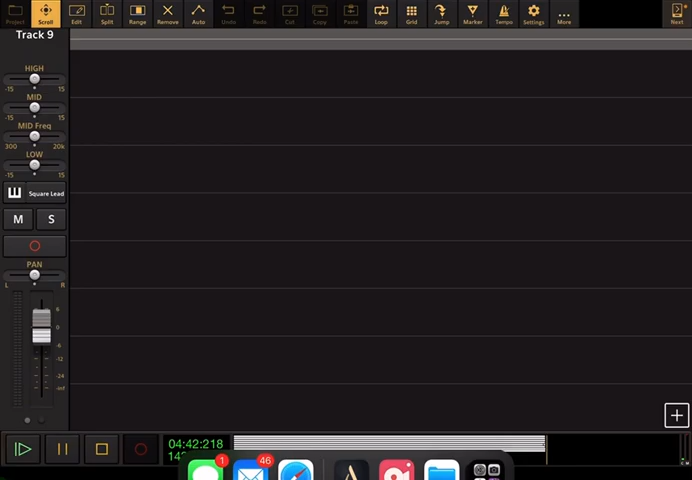 Project Scroll Edit Split Range Remove Auto Undo Redo Cut Copy Paste Loop Grid Jump Marker Tempo Settings More Next
Track 9
HIGH
-15 15
MID
-15 15
MID Freq
300 20k
LOW
-15 15
Square Lead
M S
PAN
L R
6
0
-6
-12
-24
-inf
04:42:218
1 46